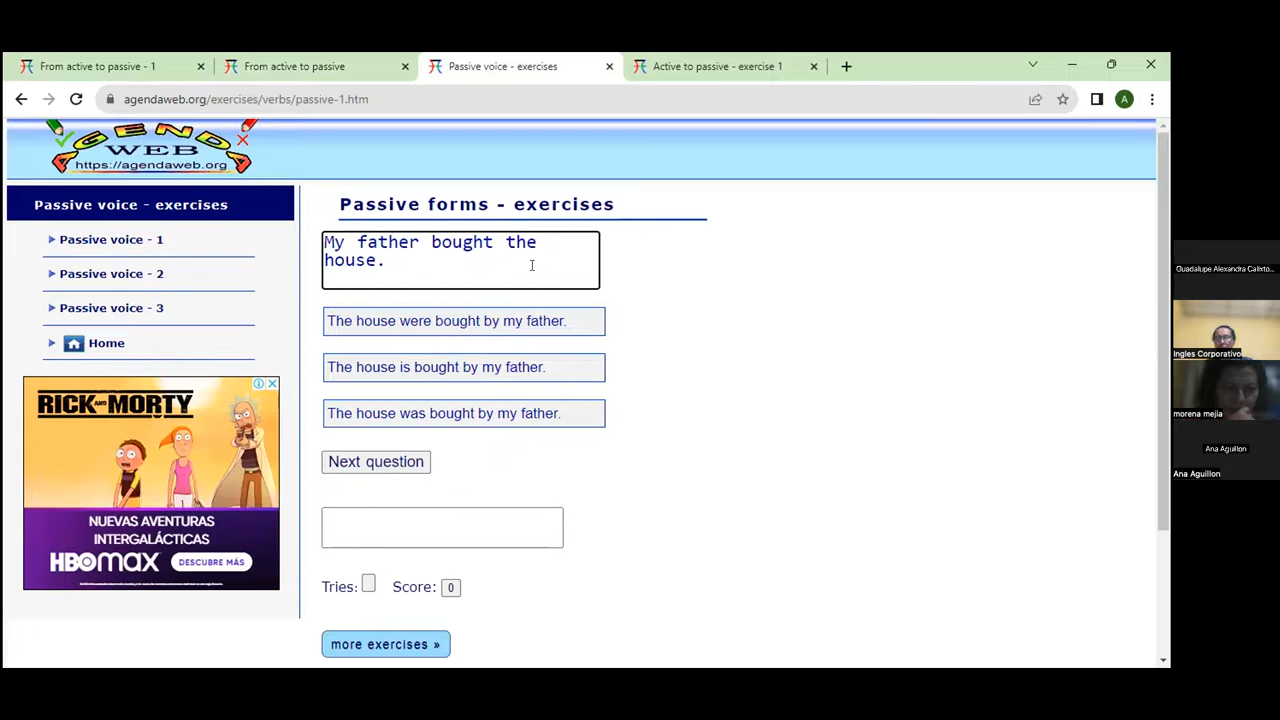 From active to passive - 1
From active to passive
Passive voice - exercises
Active to passive - exercise 1
agendaweb.org/exercises/verbs/passive-1.htm
A
AGENDA
WEB
https://agendaweb.org
Passive voice - exercises
Passive voice - 1
Passive voice - 2
Passive voice - 3
Home
RICK AND MORTY
NUEVAS AVENTURAS
INTERGALÁCTICAS
HBOMAX DESCUBRE MÁS
Passive forms - exercises
My father bought the
house.
The house were bought by my father.
The house is bought by my father.
The house was bought by my father.
Next question
Tries: Score: 0
more exercises »
Guadalupe Alexandra Calixto...
Ingles Corporativo
morena mejia
Ana Aguillon
Ana Aguillon